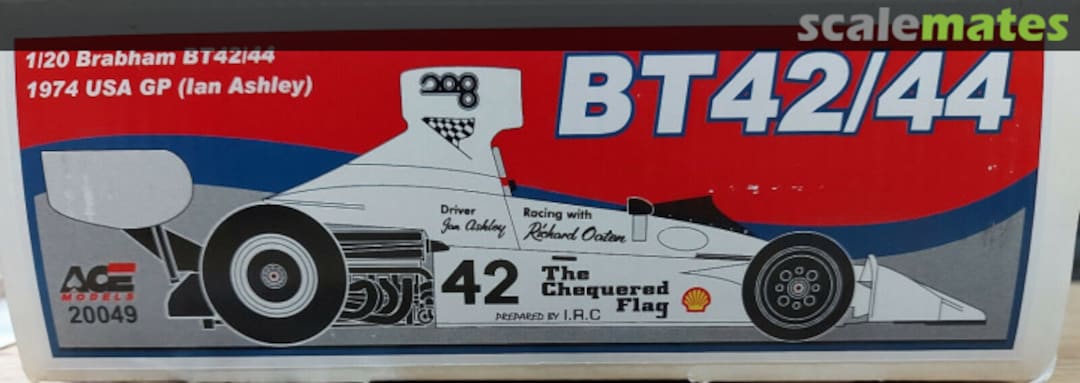 scalemates
1/20 Brabham BT42/44
1974 USA GP (Ian Ashley)
BT42/44
208
Driver
Ian Ashley
Racing with
Richard Oaten
42
The
Chequered
Flag
PREPARED BY I.R.C
ACE
MODELS
20049